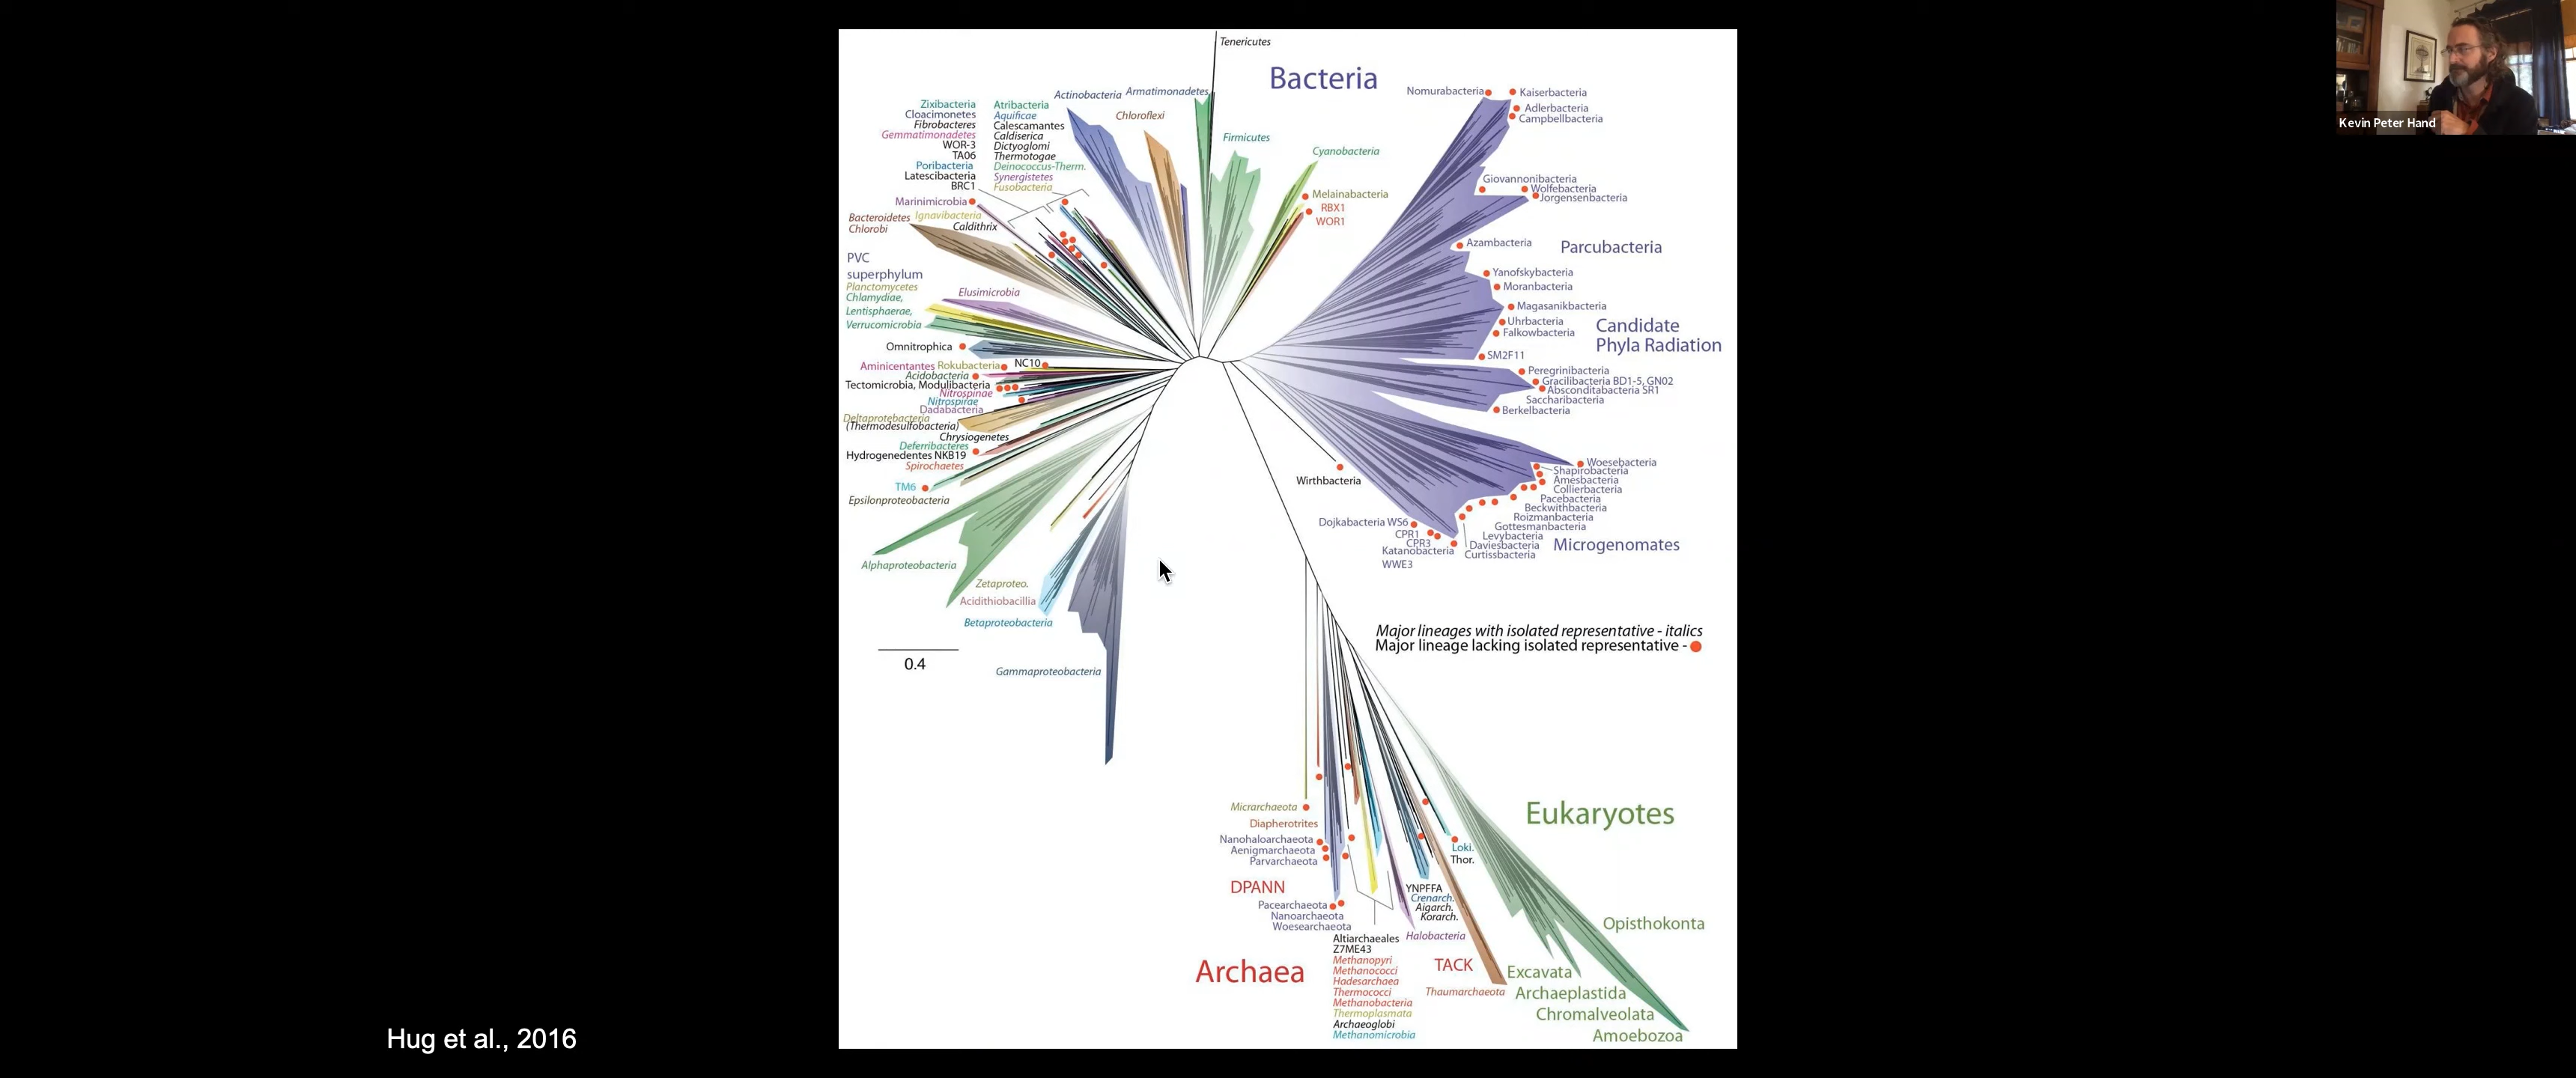 Tenericutes
Bacteria
Actinobacteria
Armatimonadetes
Nomurabacteria
Kaiserbacteria
Adlerbacteria
Campbellbacteria
Zixibacteria
Cloacimonetes
Fibrobacteres
Gemmatimonadetes
WOR-3
TA06
Poribacteria
Latescibacteria
BRC1
Atribacteria
Aquificae
Calescamantes
Caldiserica
Dictyoglomi
Thermotogae
Deinococcus-Therm.
Synergistetes
Fusobacteria
Chloroflexi
Firmicutes
Cyanobacteria
Melainabacteria
RBX1
WOR1
Giovannonibacteria
Wolfebacteria
Jorgensenbacteria
Marinimicrobia
Bacteroidetes
Chlorobi
Ignavibacteria
Caldithrix
Azambacteria
Parcubacteria
PVC
superphylum
Planctomycetes
Chlamydiae,
Lentisphaerae,
Verrucomicrobia
Elusimicrobia
Yanofskybacteria
Moranbacteria
Magasanikbacteria
Uhrbacteria
Falkowbacteria
Candidate
Phyla Radiation
SM2F11
Omnitrophica
Aminicentantes
Rokubacteria
NC10
Acidobacteria
Tectomicrobia, Modulibacteria
Nitrospinae
Nitrospirae
Dadabacteria
Deltaprotebacteria
(Thermodesulfobacteria)
Chrysiogenetes
Deferribacteres
Hydrogenedentes NKB19
Spirochaetes
TM6
Epsilonproteobacteria
Peregrinibacteria
Gracilibacteria BD1-5, GN02
Absconditabacteria SR1
Saccharibacteria
Berkelbacteria
Wirthbacteria
Woesebacteria
Shapirobacteria
Amesbacteria
Collierbacteria
Pacebacteria
Beckwithbacteria
Roizmanbacteria
Gottesmanbacteria
Levybacteria
Daviesbacteria
Curtissbacteria
Dojkabacteria WS6
CPR1
CPR3
Katanobacteria
WWE3
Microgenomates
Alphaproteobacteria
Zetaproteo.
Acidithiobacillia
Betaproteobacteria
Major lineages with isolated representative - italics
Major lineage lacking isolated representative -
0.4
Gammaproteobacteria
Micrarchaeota
Diapherotrites
Nanohaloarchaeota
Aenigmarchaeota
Parvarchaeota
Eukaryotes
Loki.
Thor.
DPANN
Pacearchaeota
Nanoarchaeota
Woesearchaeota
YNPFFA
Crenarch.
Aigarch.
Korarch.
Halobacteria
Opisthokonta
Archaea
Altiarchaeales
Z7ME43
Methanopyri
Methanococci
Hadesarchaea
Thermococci
Methanobacteria
Thermoplasmata
Archaeoglobi
Methanomicrobia
TACK
Thaumarchaeota
Excavata
Archaeplastida
Chromalveolata
Amoebozoa
Hug et al., 2016
Kevin Peter Hand